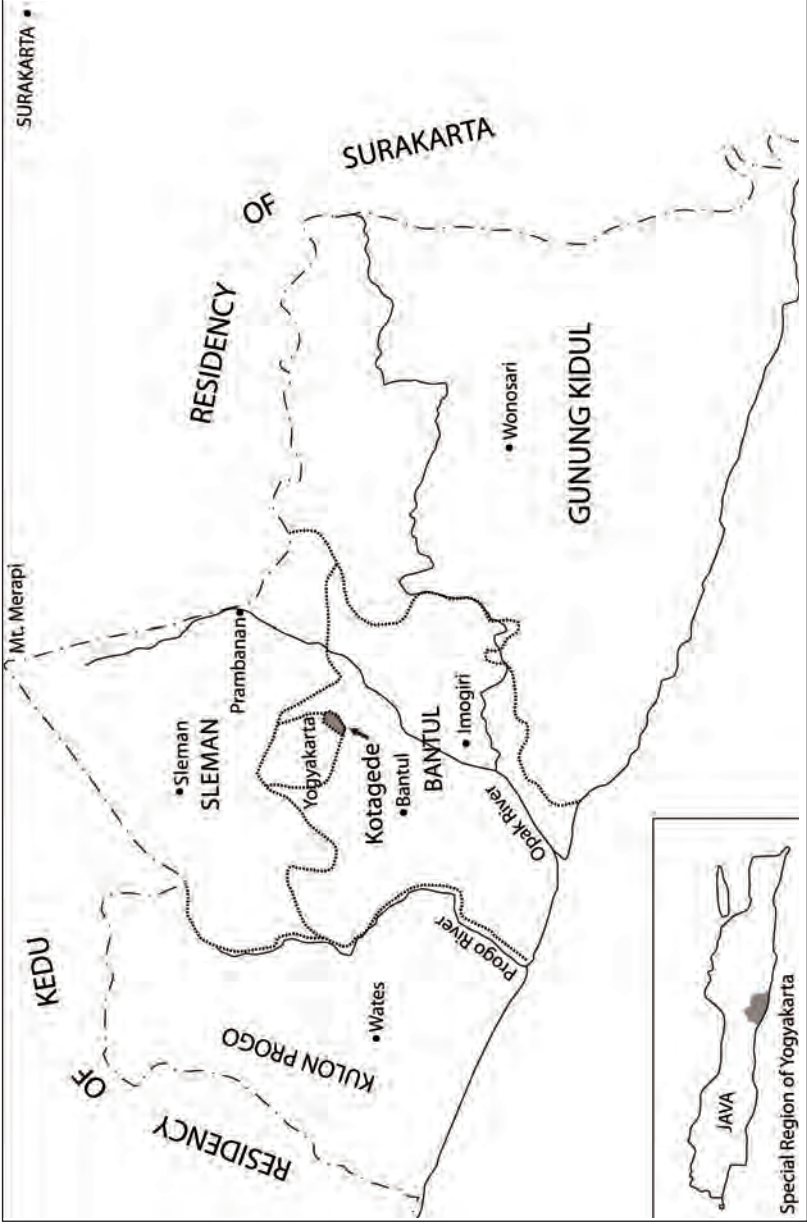 SURAKARTA
Mt. Merapi
RESIDENCY
OF
SURAKARTA
KEDU
OF
RESIDENCY
Sleman
SLEMAN
Prambanan
Yogyakarta
Kotagede
Bantul
BANTUL
Imogiri
Wonosari
GUNUNG KIDUL
Wates
KULON PROGO
Opak River
Progo River
JAVA
Special Region of Yogyakarta